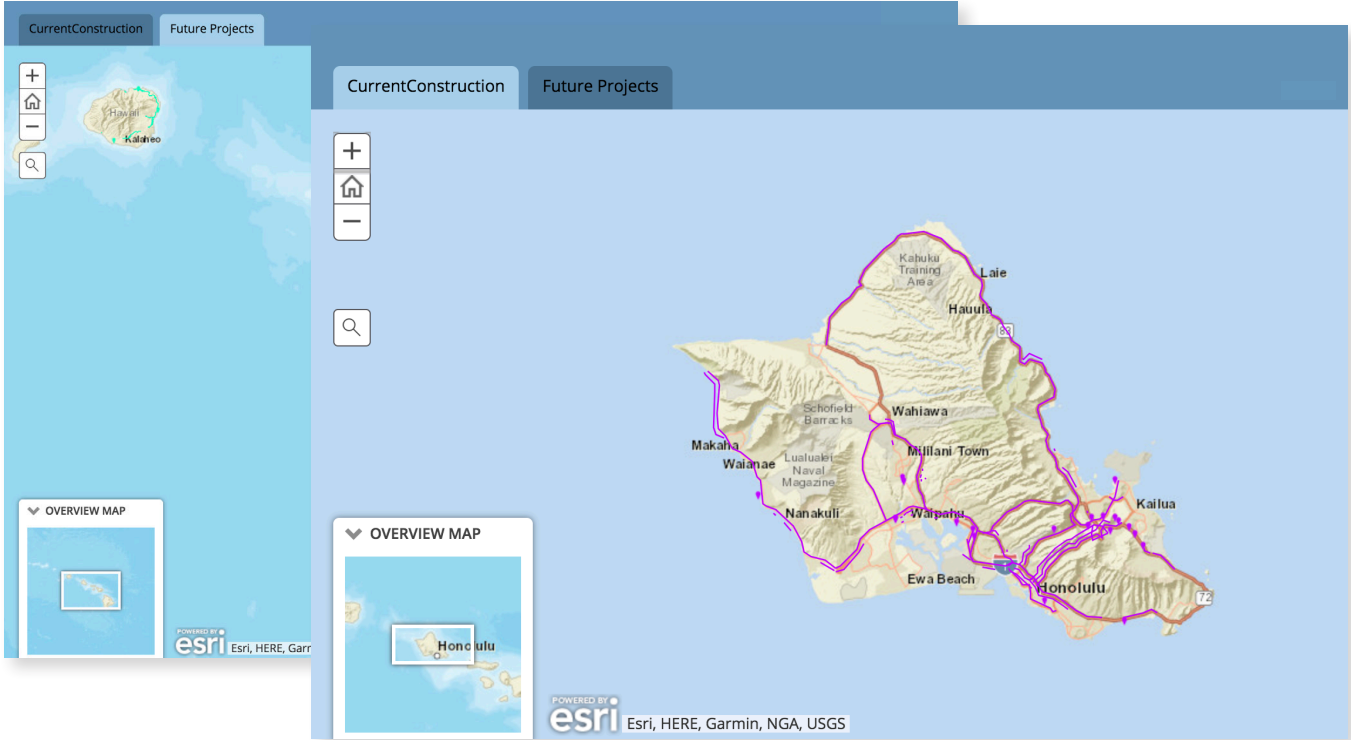 CurrentConstruction
Future Projects
+
Hawaii
Kalaheo
−
OVERVIEW MAP
POWERED BY
esri
Esri, HERE, Garr
CurrentConstruction
Future Projects
+
−
Kahuku
Training
Area
Laie
Hauula
83
Schofield
Barracks
Wahiawa
Makaha
Mililani Town
Waianae
Lualualei
Naval
Magazine
Nanakuli
Waipahu
Kailua
Ewa Beach
Honolulu
72
OVERVIEW MAP
Honolulu
POWERED BY
esri
Esri, HERE, Garmin, NGA, USGS